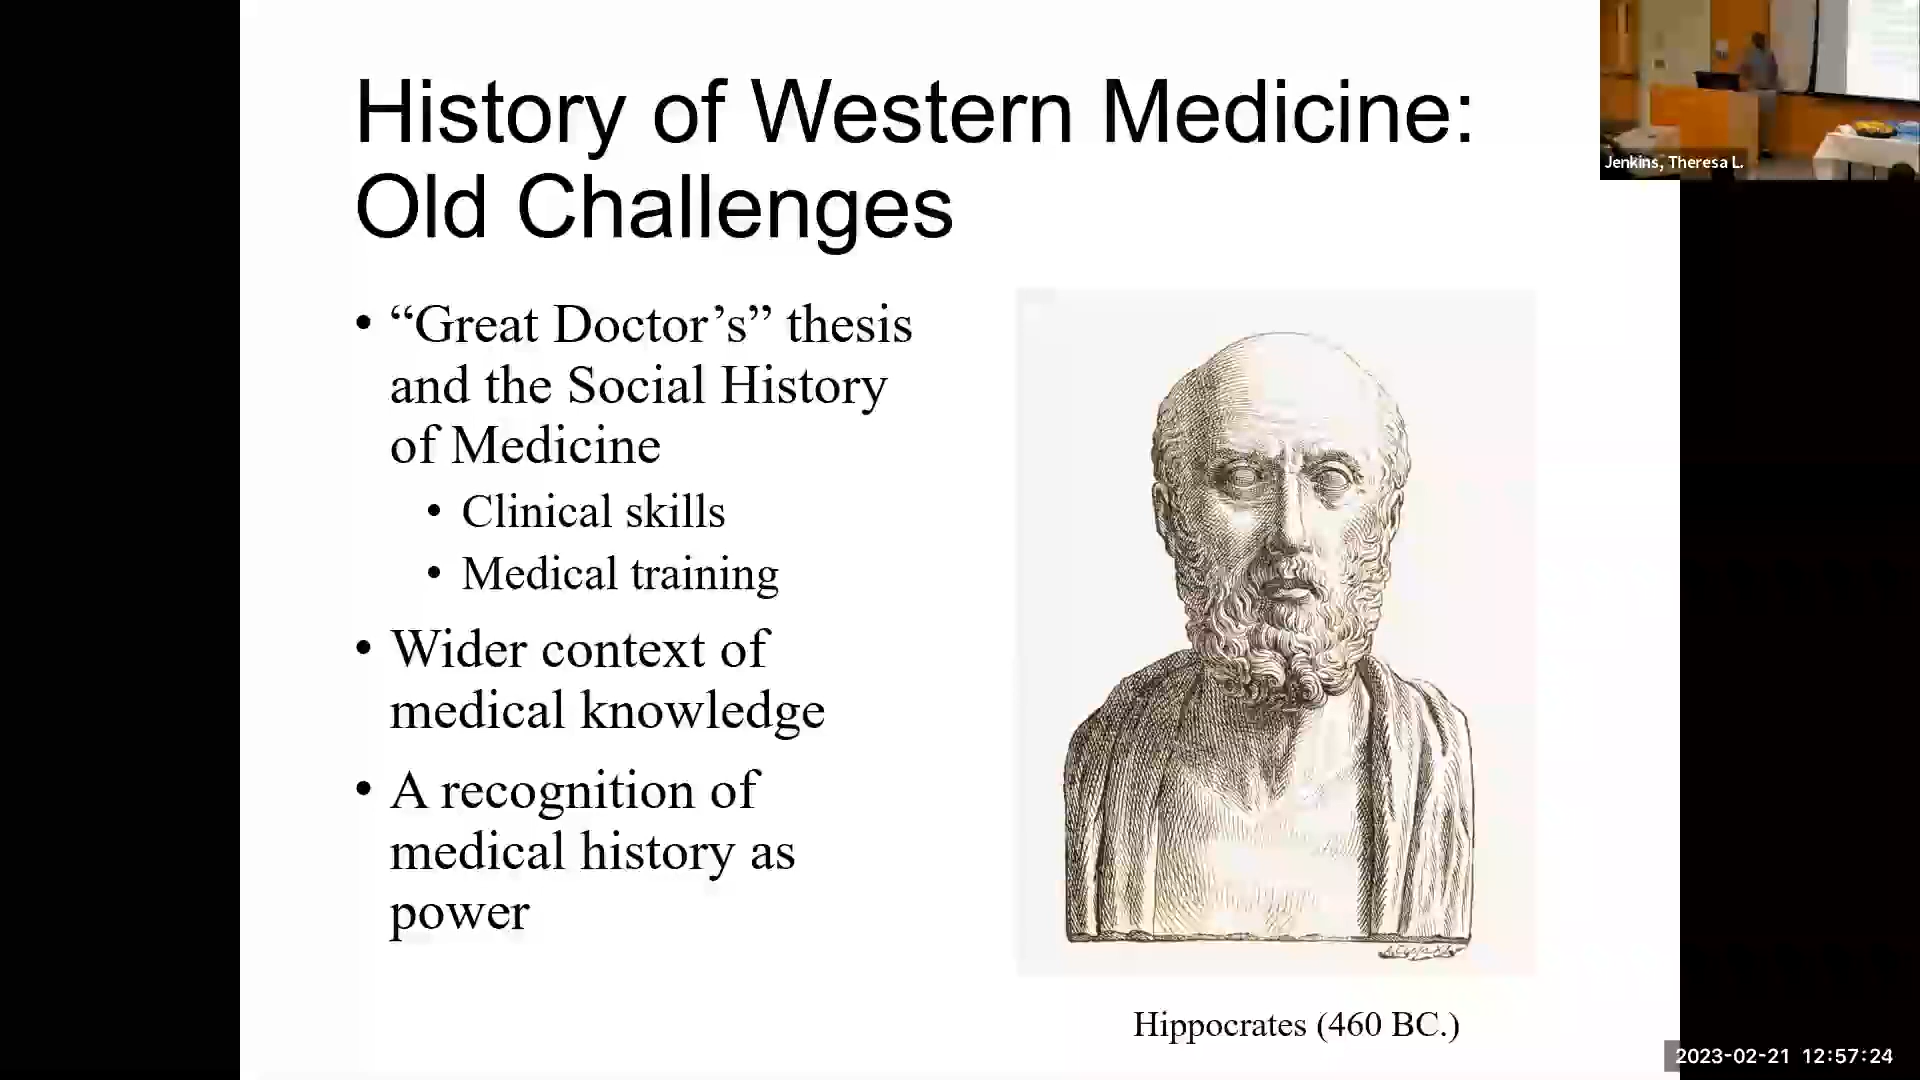 History of Western Medicine:
Old Challenges
Jenkins, Theresa L.
• “Great Doctor’s” thesis
and the Social History
of Medicine
• Clinical skills
• Medical training
• Wider context of
medical knowledge
• A recognition of
medical history as
power
Hippocrates (460 BC.)
2023-02-21 12:57:24